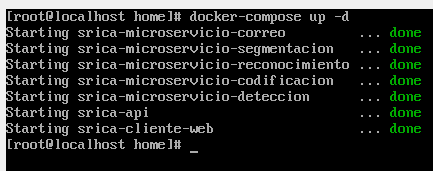 [root@localhost home]# docker-compose up -d
Starting srica-microservicio-correo ... done
Starting srica-microservicio-segmentacion ... done
Starting srica-microservicio-reconocimiento ... done
Starting srica-microservicio-codificacion ... done
Starting srica-microservicio-deteccion ... done
Starting srica-api ... done
Starting srica-cliente-web ... done
[root@localhost home]# _